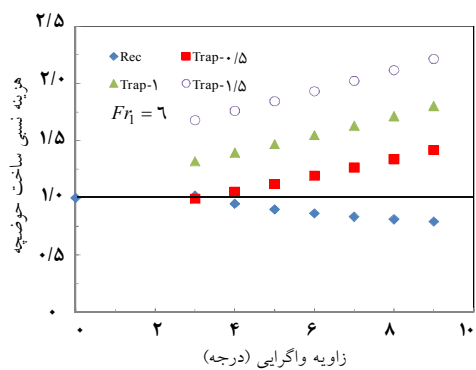 ۲/۵
۲/۰
۱/۵
۱/۰
۰/۵
۰
هزینه نسبی ساخت حوضچه
Rec
Trap-۰/۵
Trap-۱
Trap-۱/۵
Fr₁ = ٦
۰
۲
۴
۶
۸
۱۰
زاویه واگرایی (درجه)